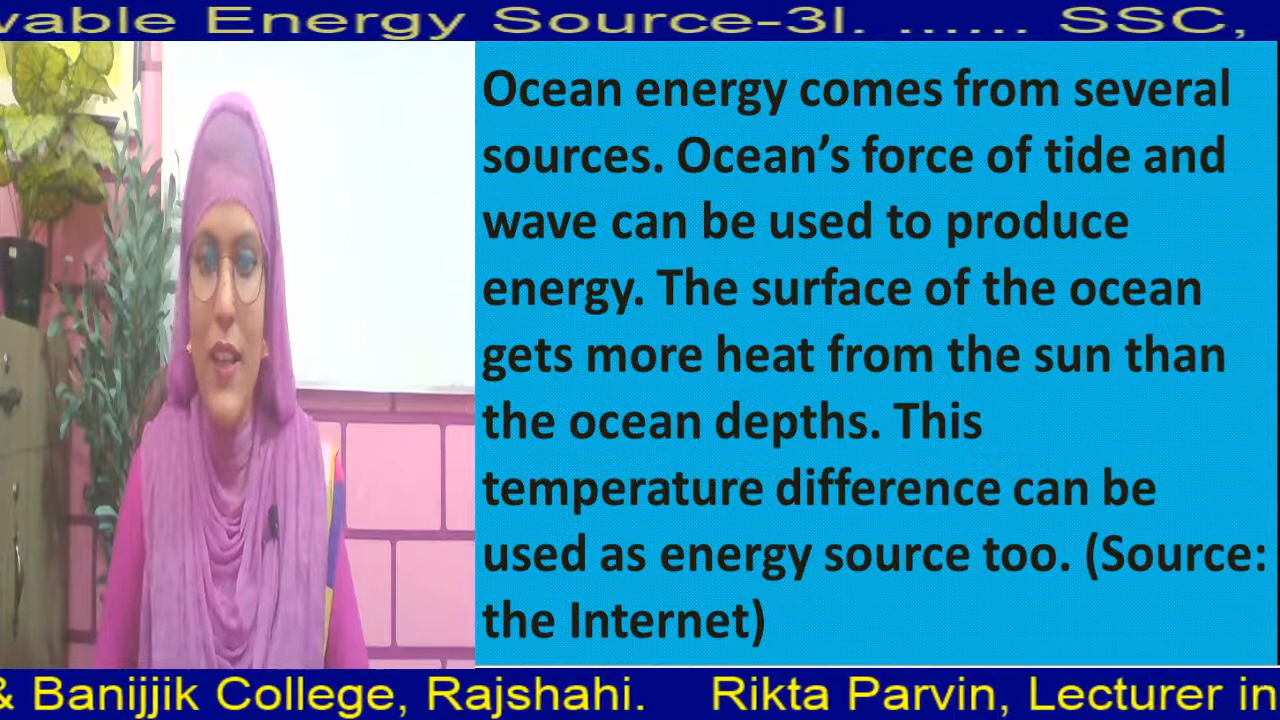 vable Energy Source-3l. ...... SSC,
Ocean energy comes from several
sources. Ocean’s force of tide and
wave can be used to produce
energy. The surface of the ocean
gets more heat from the sun than
the ocean depths. This
temperature difference can be
used as energy source too. (Source:
the Internet)
& Banijjik College, Rajshahi. Rikta Parvin, Lecturer in